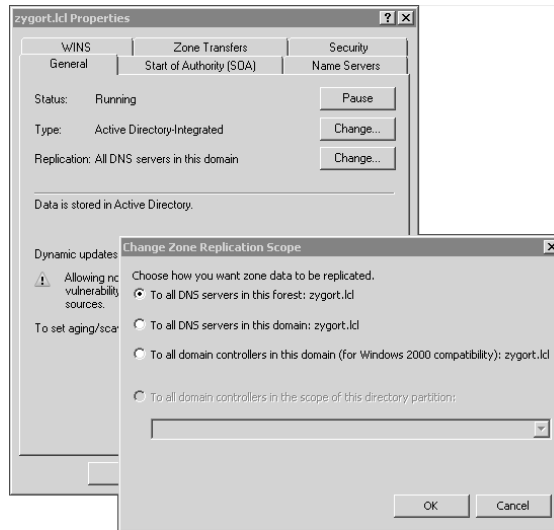 zygort.lcl Properties
WINS Zone Transfers Security
General Start of Authority (SOA) Name Servers
Status: Running Pause
Type: Active Directory-Integrated Change...
Replication: All DNS servers in this domain Change...
Data is stored in Active Directory.
Dynamic updates
Allowing
vulnerability
sources.
To set aging/
Change Zone Replication Scope
Choose how you want zone data to be replicated.
To all DNS servers in this forest: zygort.lcl
To all DNS servers in this domain: zygort.lcl
To all domain controllers in this domain (for Windows 2000 compatibility): zygort.lcl
To all domain controllers in the scope of this directory partition:
OK Cancel